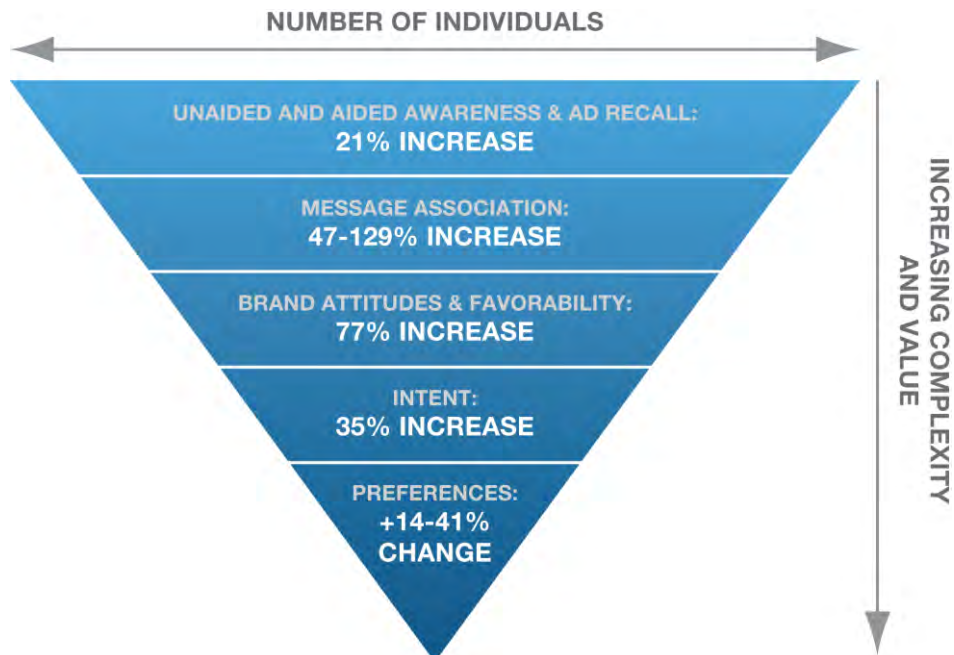 NUMBER OF INDIVIDUALS
UNAIDED AND AIDED AWARENESS & AD RECALL:
21% INCREASE
MESSAGE ASSOCIATION:
47-129% INCREASE
BRAND ATTITUDES & FAVORABILITY:
77% INCREASE
INTENT:
35% INCREASE
PREFERENCES:
+14-41%
CHANGE
INCREASING COMPLEXITY
AND VALUE